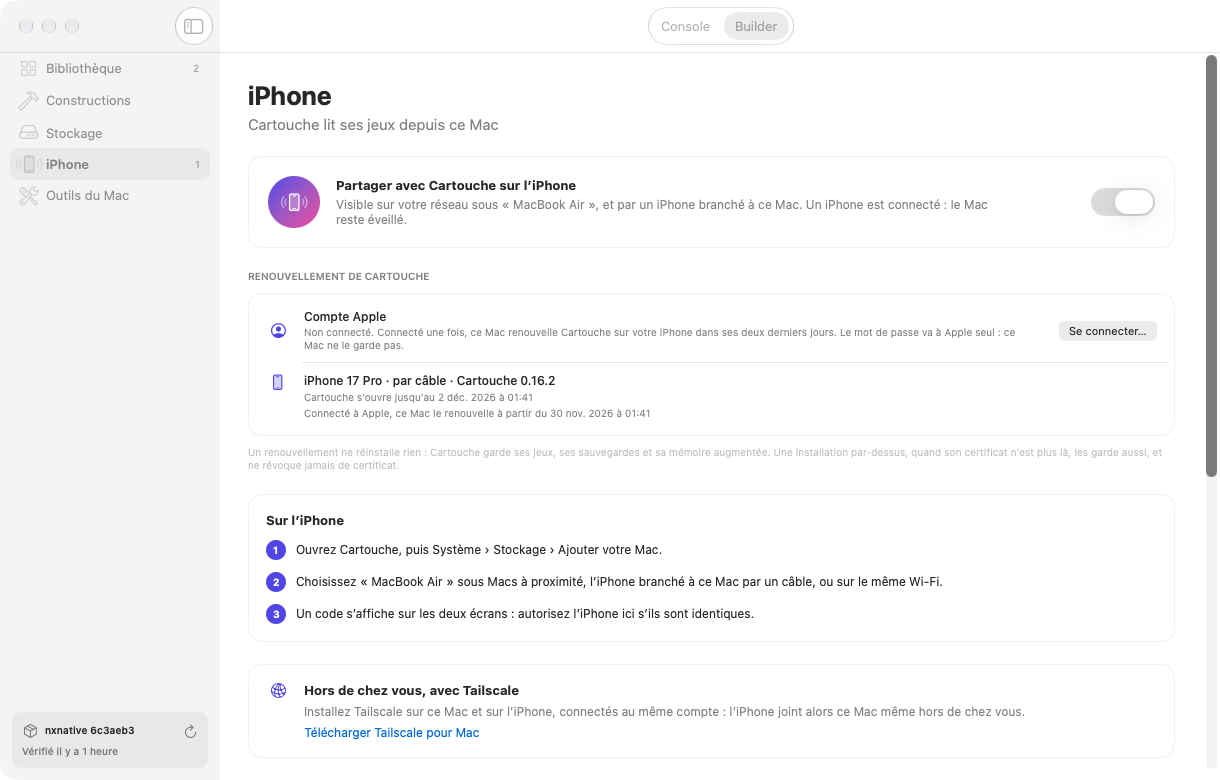 Console
Builder
Bibliothèque
2
Constructions
Stockage
iPhone
1
Outils du Mac
nxnative 6c3aeb3
Vérifié il y a 1 heure
iPhone
Cartouche lit ses jeux depuis ce Mac
Partager avec Cartouche sur l’iPhone
Visible sur votre réseau sous « MacBook Air », et par un iPhone branché à ce Mac. Un iPhone est connecté : le Mac
reste éveillé.
RENOUVELLEMENT DE CARTOUCHE
Compte Apple
Non connecté. Connecté une fois, ce Mac renouvelle Cartouche sur votre iPhone dans ses deux derniers jours. Le mot de passe va à Apple seul : ce
Mac ne le garde pas.
Se connecter...
iPhone 17 Pro · par câble · Cartouche 0.16.2
Cartouche s’ouvre jusqu’au 2 déc. 2026 à 01:41
Connecté à Apple, ce Mac le renouvelle à partir du 30 nov. 2026 à 01:41
Un renouvellement ne réinstalle rien : Cartouche garde ses jeux, ses sauvegardes et sa mémoire augmentée. Une installation par-dessus, quand son certificat n’est plus là, les garde aussi, et
ne révoque jamais de certificat.
Sur l’iPhone
1 Ouvrez Cartouche, puis Système › Stockage › Ajouter votre Mac.
2 Choisissez « MacBook Air » sous Macs à proximité, l’iPhone branché à ce Mac par un câble, ou sur le même Wi-Fi.
3 Un code s’affiche sur les deux écrans : autorisez l’iPhone ici s’ils sont identiques.
Hors de chez vous, avec Tailscale
Installez Tailscale sur ce Mac et sur l’iPhone, connectés au même compte : l’iPhone joint alors ce Mac même hors de chez vous.
Télécharger Tailscale pour Mac